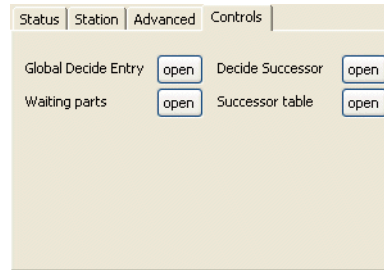 Status Station Advanced Controls
Global Decide Entry open Decide Successor open
Waiting parts open Successor table open